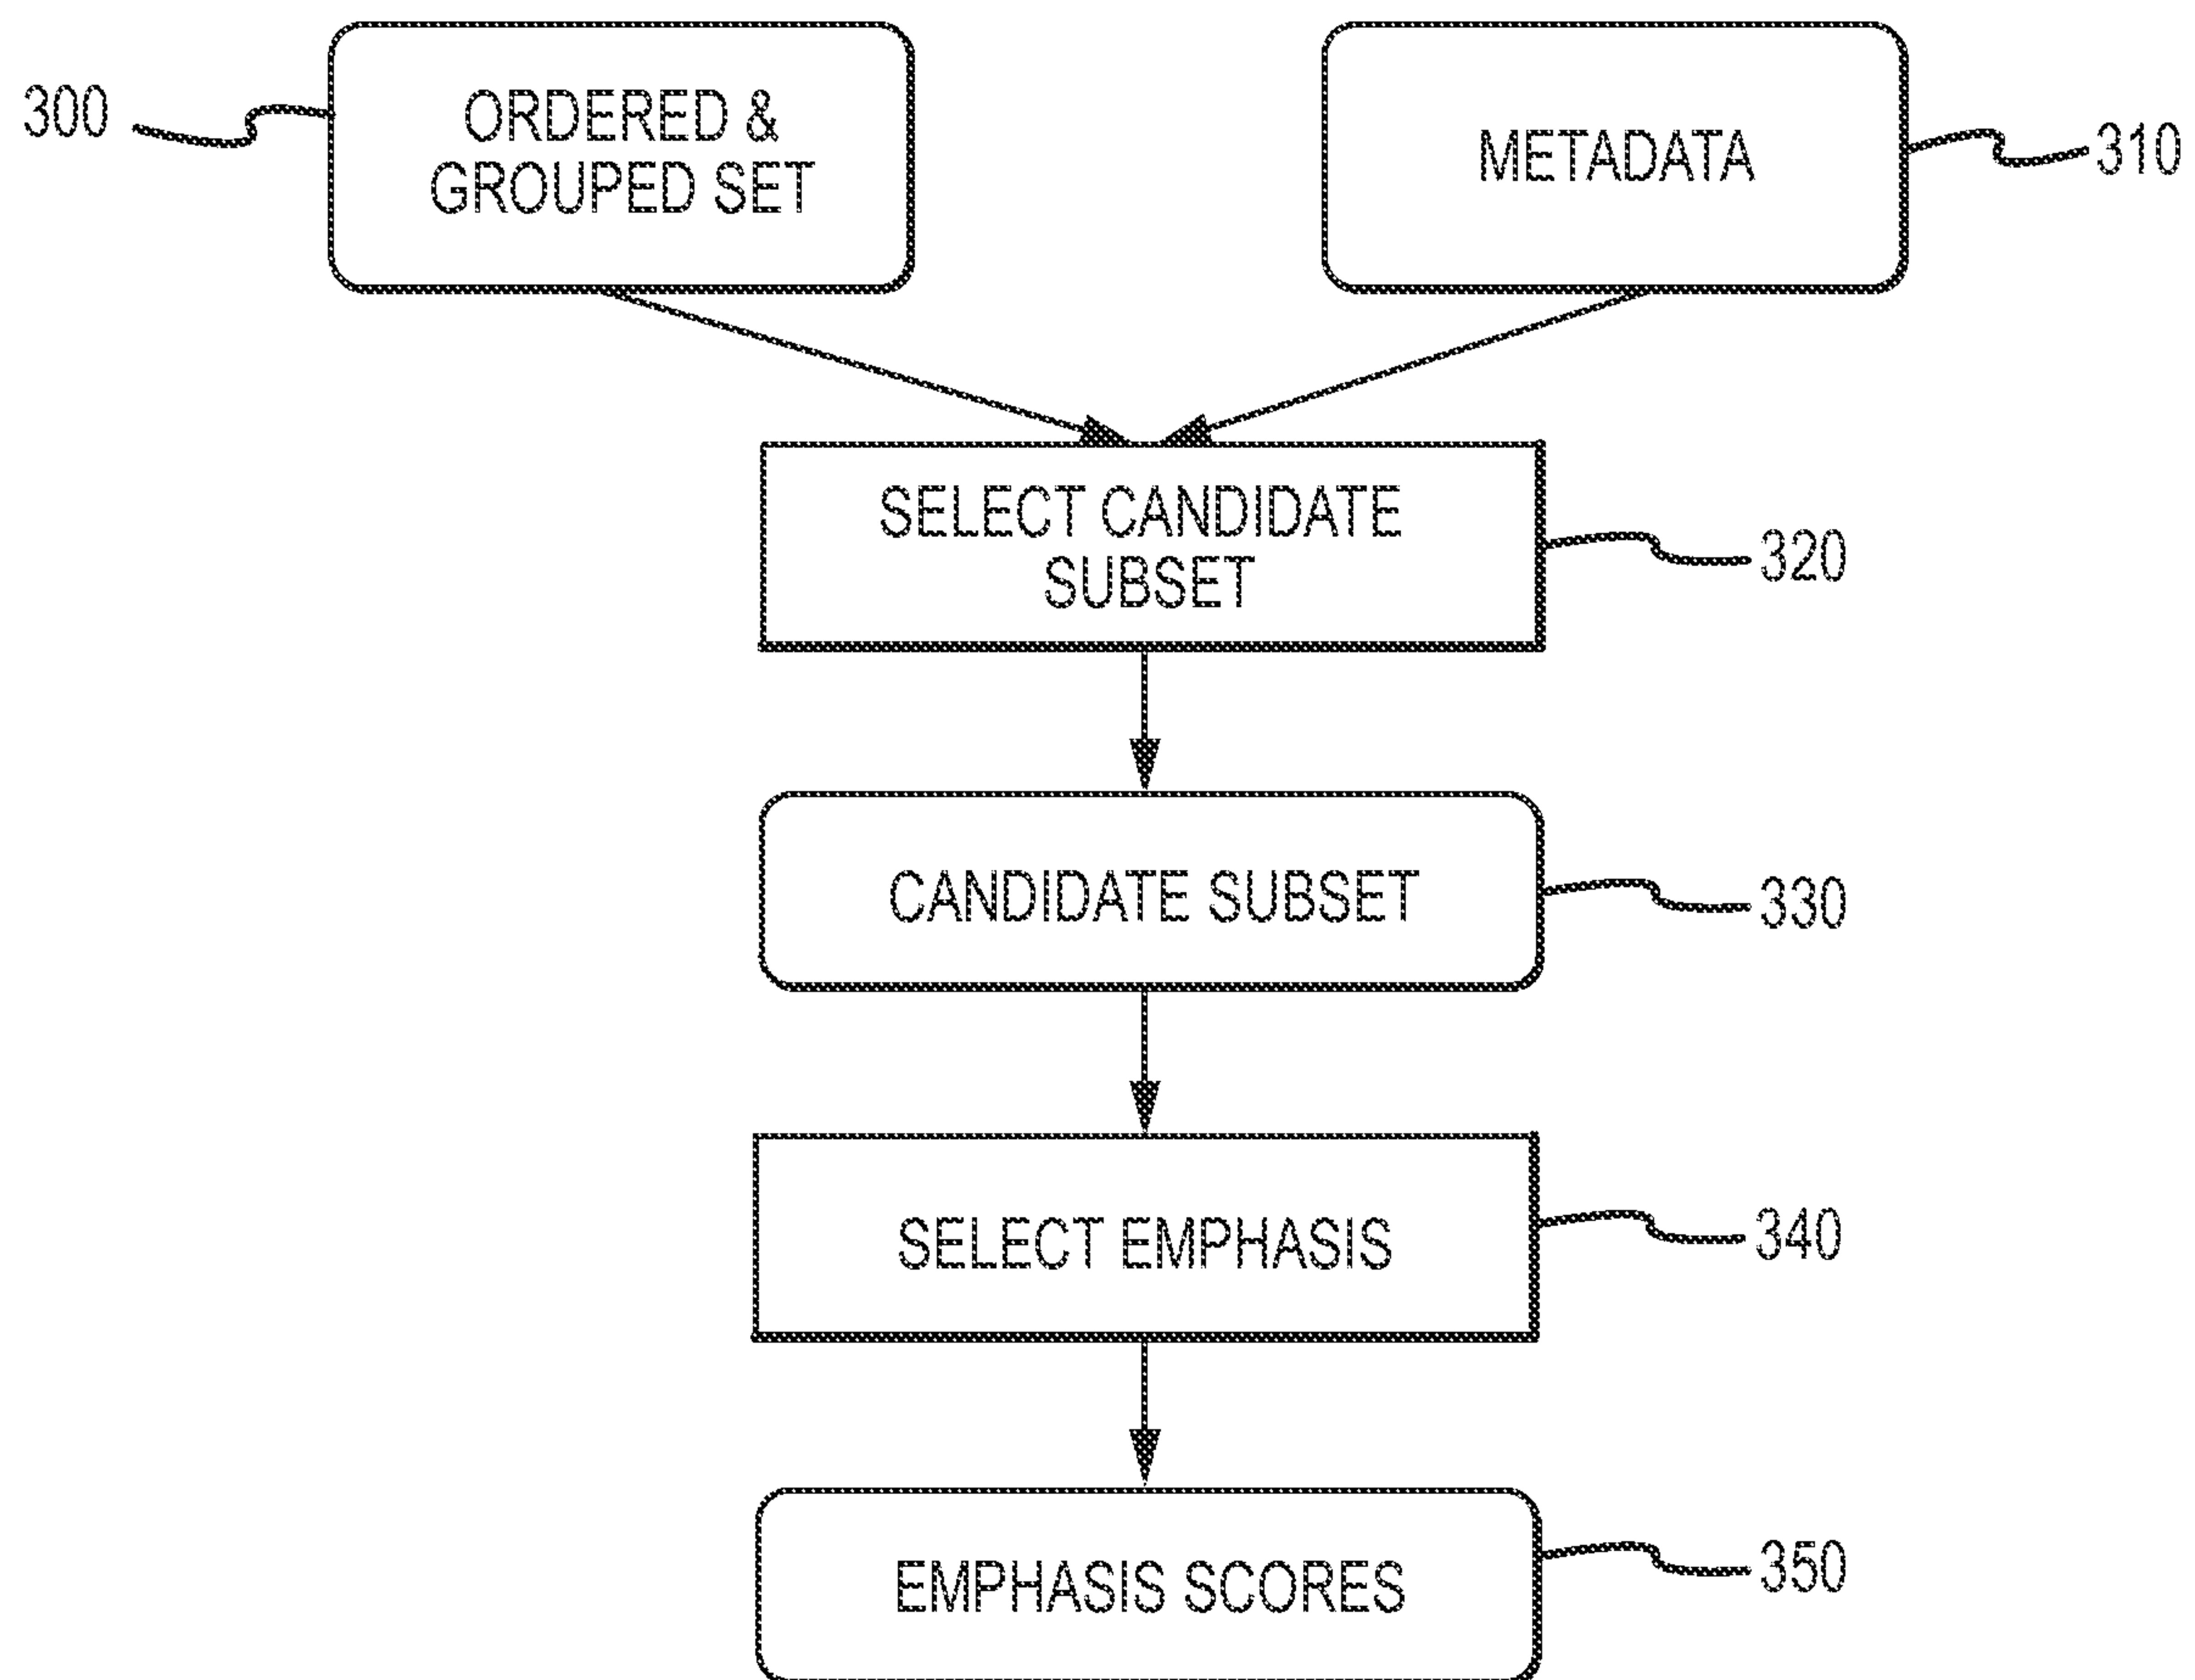 300
ORDERED &
GROUPED SET
METADATA
310
SELECT CANDIDATE
SUBSET
320
CANDIDATE SUBSET
330
SELECT EMPHASIS
340
EMPHASIS SCORES
350